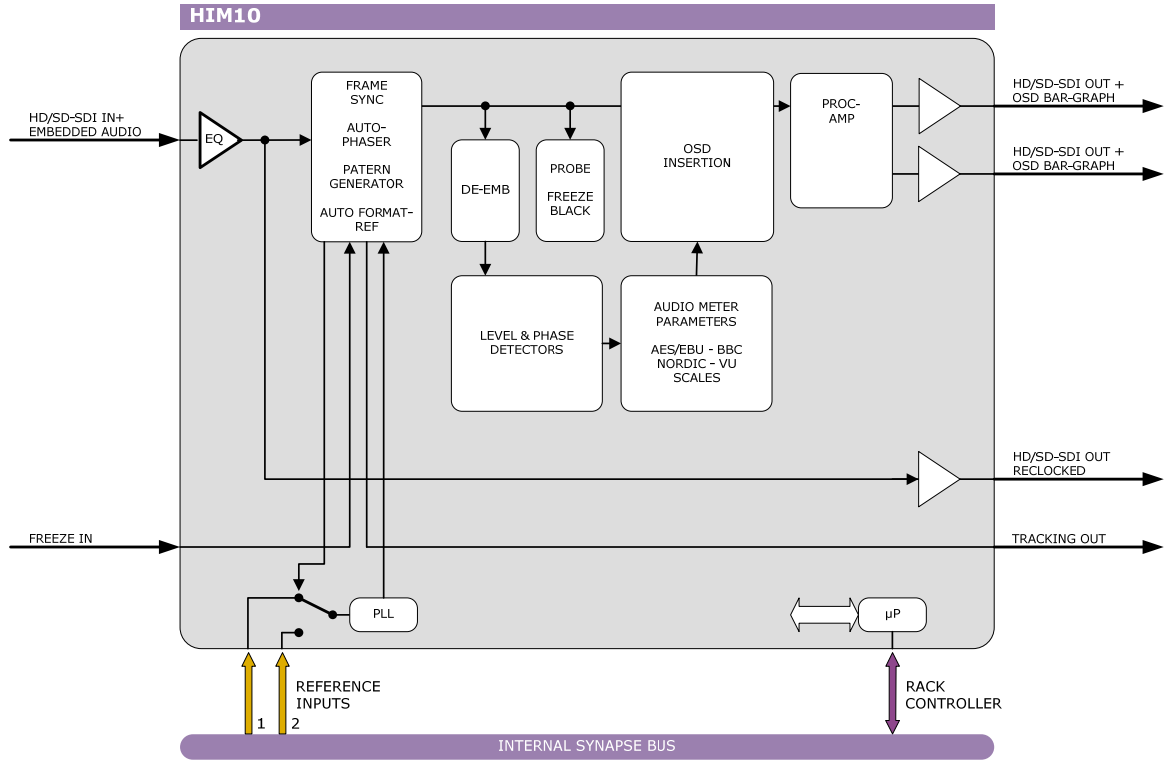 HIM10
HD/SD-SDI IN+
EMBEDDED AUDIO
EQ
FRAME
SYNC
AUTO-
PHASER
PATERN
GENERATOR
AUTO FORMAT-
REF
DE-EMB
PROBE
FREEZE
BLACK
OSD
INSERTION
PROC-
AMP
HD/SD-SDI OUT +
OSD BAR-GRAPH
HD/SD-SDI OUT +
OSD BAR-GRAPH
LEVEL & PHASE
DETECTORS
AUDIO METER
PARAMETERS
AES/EBU - BBC
NORDIC - VU
SCALES
HD/SD-SDI OUT
RECLOCKED
FREEZE IN
TRACKING OUT
PLL
µP
REFERENCE
INPUTS
1
2
RACK
CONTROLLER
INTERNAL SYNAPSE BUS